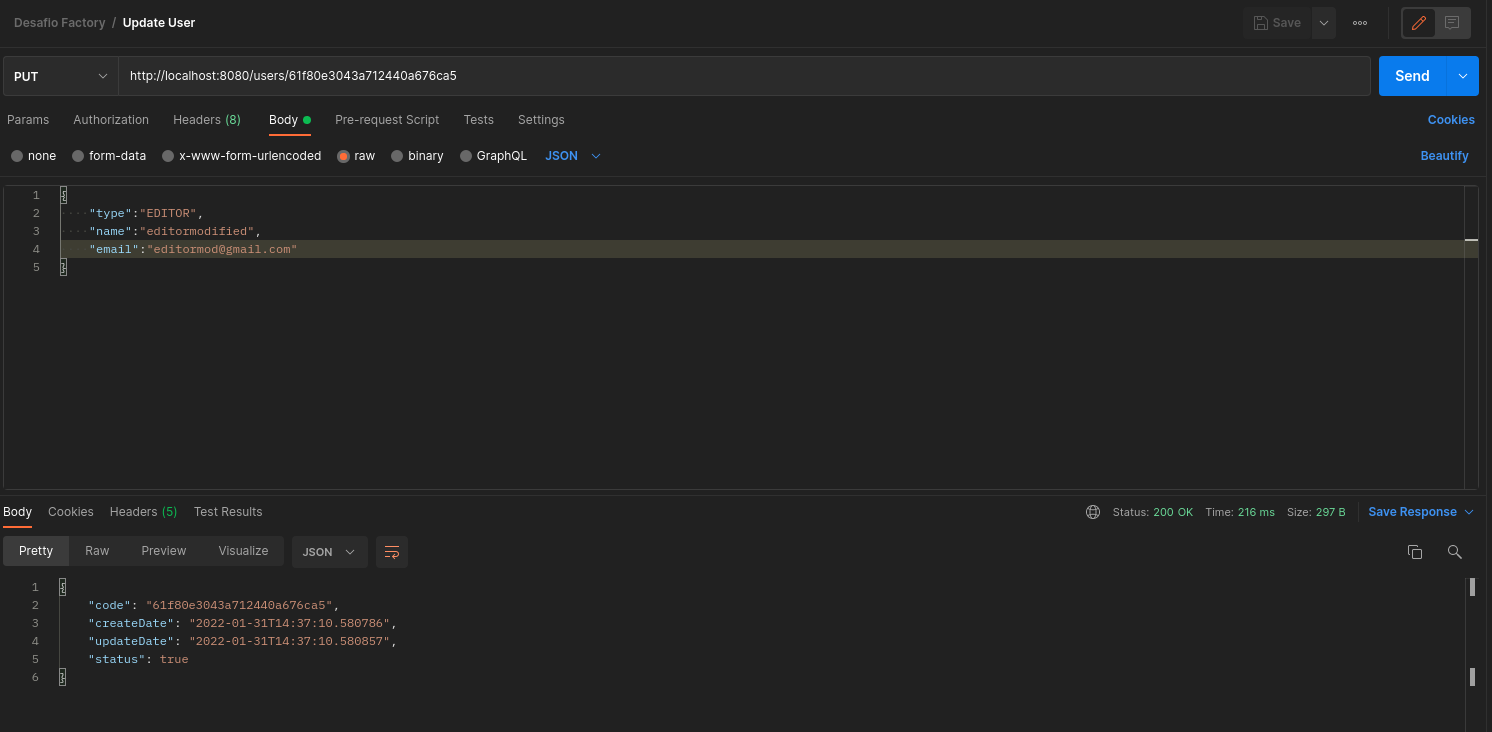 Desafio Factory / Update User
Save
PUT
http://localhost:8080/users/61f80e3043a712440a676ca5
Send
Params Authorization Headers (8) Body Pre-request Script Tests Settings Cookies
none form-data x-www-form-urlencoded raw binary GraphQL JSON Beautify
1 {
2 ····"type":"EDITOR",
3 ····"name":"editormodified",
4 "email":"editormod@gmail.com"
5 }
Body Cookies Headers (5) Test Results Status: 200 OK Time: 216 ms Size: 297 B Save Response
Pretty Raw Preview Visualize JSON
1 {
2 "code": "61f80e3043a712440a676ca5",
3 "createDate": "2022-01-31T14:37:10.580786",
4 "updateDate": "2022-01-31T14:37:10.580857",
5 "status": true
6 }